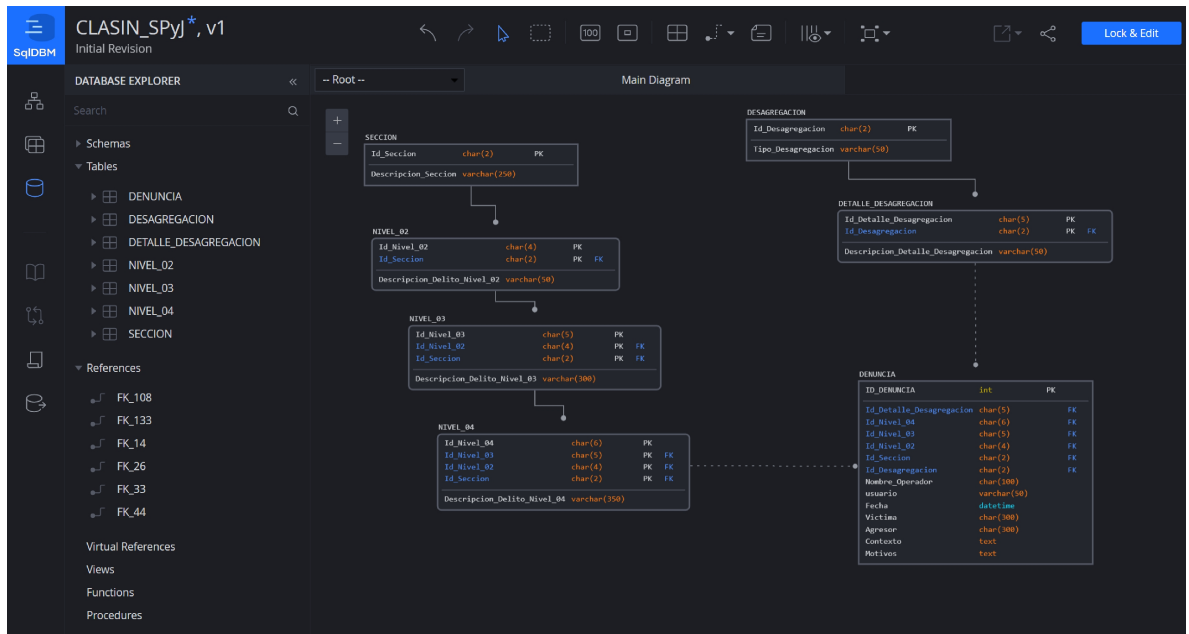 CLASIN_SPyJ*, v1
Initial Revision
SqlDBM
100
Lock & Edit
DATABASE EXPLORER «
-- Root --
Main Diagram
Search
Schemas
Tables
DENUNCIA
DESAGREGACION
DETALLE_DESAGREGACION
NIVEL_02
NIVEL_03
NIVEL_04
SECCION
References
FK_108
FK_133
FK_14
FK_26
FK_33
FK_44
Virtual References
Views
Functions
Procedures
+
−
SECCION
Id_Seccion char(2) PK
Descripcion_Seccion varchar(250)
NIVEL_02
Id_Nivel_02 char(4) PK
Id_Seccion char(2) PK FK
Descripcion_Delito_Nivel_02 varchar(50)
NIVEL_03
Id_Nivel_03 char(5) PK
Id_Nivel_02 char(4) PK FK
Id_Seccion char(2) PK FK
Descripcion_Delito_Nivel_03 varchar(300)
NIVEL_04
Id_Nivel_04 char(6) PK
Id_Nivel_03 char(5) PK FK
Id_Nivel_02 char(4) PK FK
Id_Seccion char(2) PK FK
Descripcion_Delito_Nivel_04 varchar(350)
DESAGREGACION
Id_Desagregacion char(2) PK
Tipo_Desagregacion varchar(50)
DETALLE_DESAGREGACION
Id_Detalle_Desagregacion char(5) PK
Id_Desagregacion char(2) PK FK
Descripcion_Detalle_Desagregacion varchar(50)
DENUNCIA
ID_DENUNCIA int PK
Id_Detalle_Desagregacion char(5) FK
Id_Nivel_04 char(6) FK
Id_Nivel_03 char(5) FK
Id_Nivel_02 char(4) FK
Id_Seccion char(2) FK
Id_Desagregacion char(2) FK
Nombre_Operador char(100)
usuario varchar(50)
Fecha datetime
Victima char(300)
Agresor char(300)
Contexto text
Motivos text